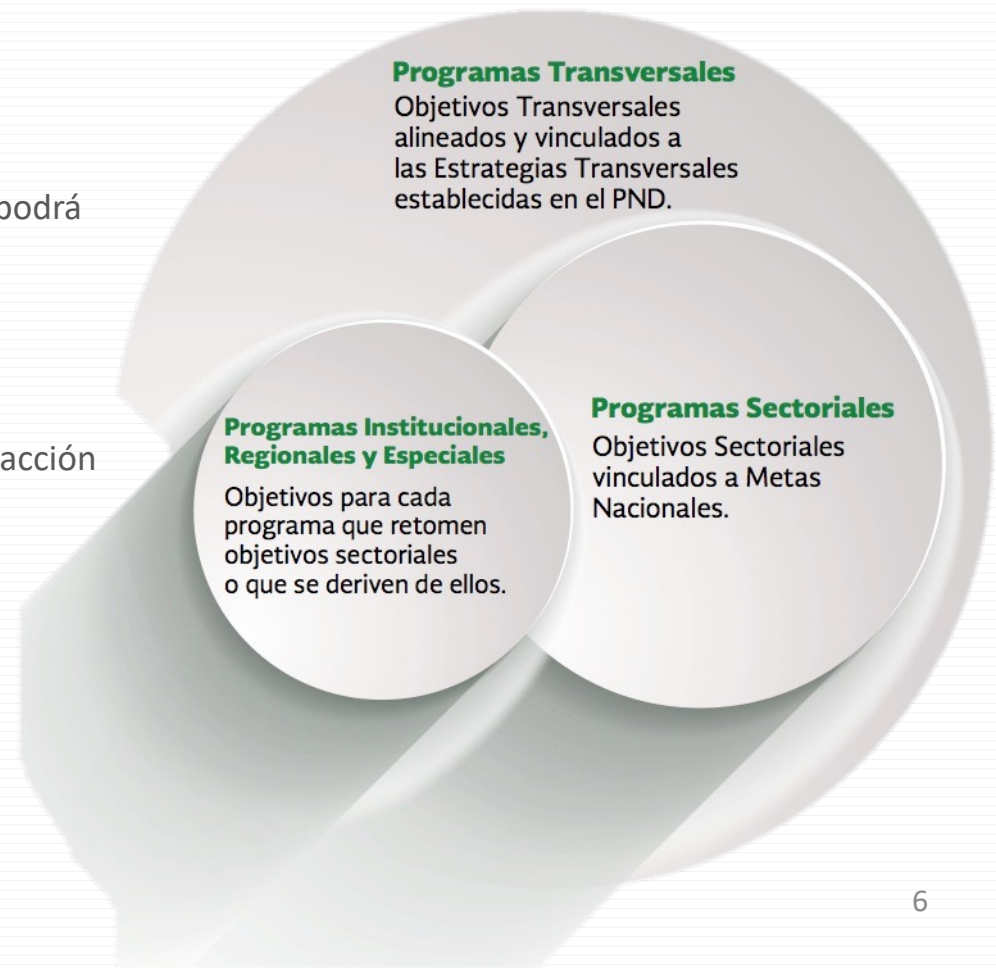 Programas Transversales
Objetivos Transversales
alineados y vinculados a
las Estrategias Transversales
establecidas en el PND.
podrá
Programas Sectoriales
Objetivos Sectoriales
vinculados a Metas
Nacionales.
Programas Institucionales,
Regionales y Especiales
Objetivos para cada
programa que retomen
objetivos sectoriales
o que se deriven de ellos.
acción
6